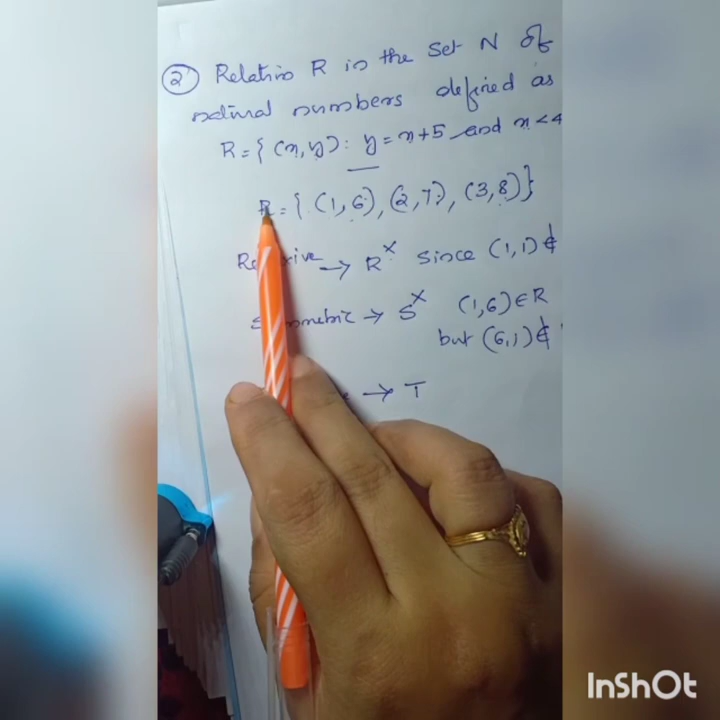 2 Relation R in the Set N of
natural numbers defined as
R = { (x, y) : y = x + 5 and x < 4
R = { (1, 6), (2, 7), (3, 8) }
→ R ˣ since (1, 1) ∉
→ S ˣ (1, 6) ∈ R
but (6, 1) ∉
→ T
InShOt